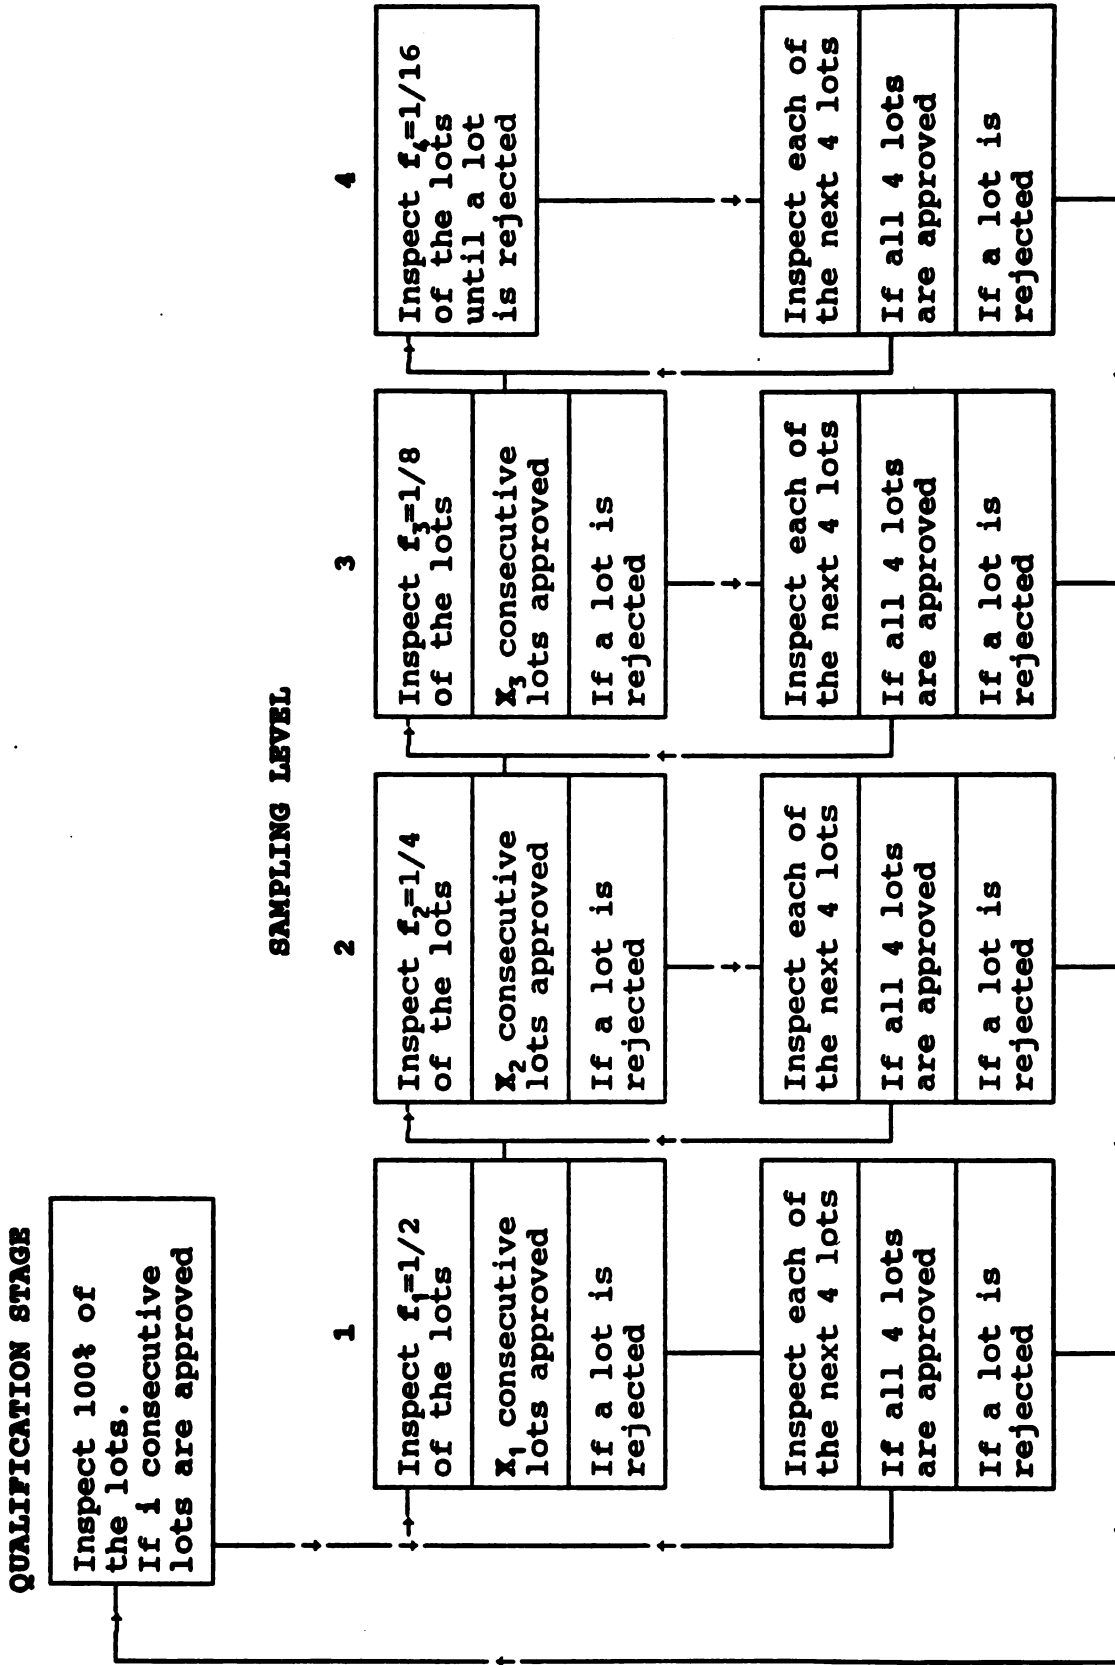 QUALIFICATION STAGE
Inspect 100% of
the lots.
If i consecutive
lots are approved
SAMPLING LEVEL
1
Inspect f₁=1/2
of the lots
X₁ consecutive
lots approved
If a lot is
rejected
Inspect each of
the next 4 lots
If all 4 lots
are approved
If a lot is
rejected
2
Inspect f₂=1/4
of the lots
X₂ consecutive
lots approved
If a lot is
rejected
Inspect each of
the next 4 lots
If all 4 lots
are approved
If a lot is
rejected
3
Inspect f₃=1/8
of the lots
X₃ consecutive
lots approved
If a lot is
rejected
Inspect each of
the next 4 lots
If all 4 lots
are approved
If a lot is
rejected
4
Inspect f₄=1/16
of the lots
until a lot
is rejected
Inspect each of
the next 4 lots
If all 4 lots
are approved
If a lot is
rejected